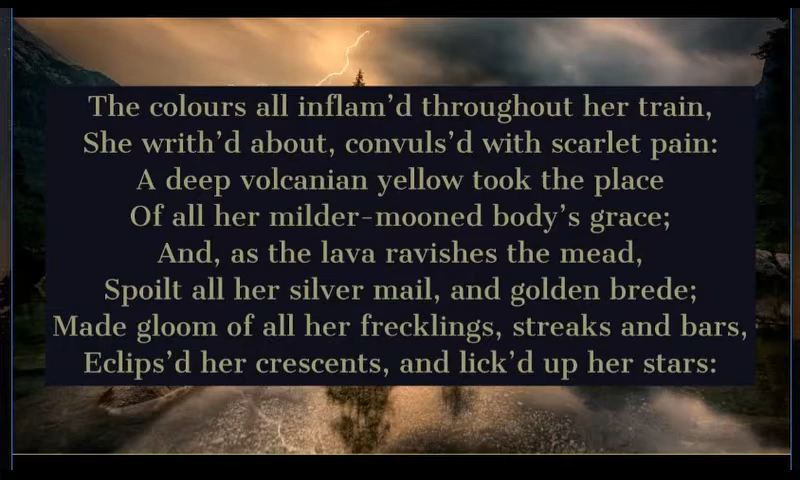 The colours all inflam’d throughout her train,
She writh’d about, convuls’d with scarlet pain:
A deep volcanian yellow took the place
Of all her milder-mooned body’s grace;
And, as the lava ravishes the mead,
Spoilt all her silver mail, and golden brede;
Made gloom of all her frecklings, streaks and bars,
Eclips’d her crescents, and lick’d up her stars: